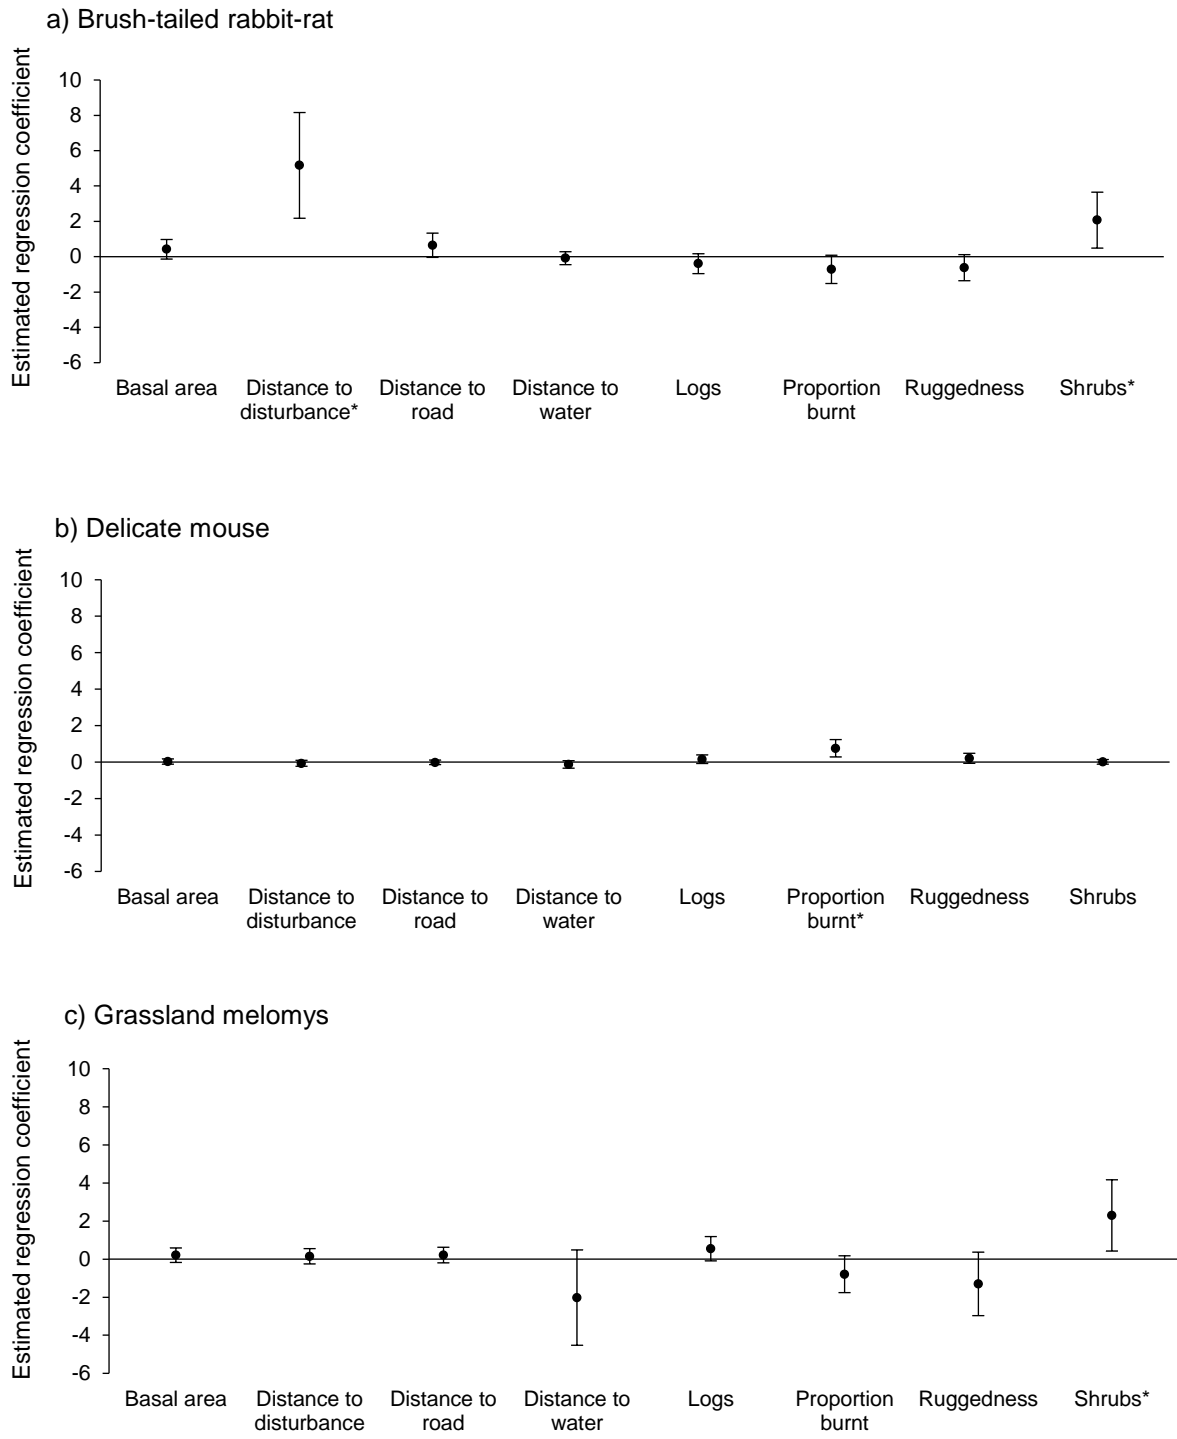 a) Brush-tailed rabbit-rat
Estimated regression coefficient
10
8
6
4
2
0
-2
-4
-6
Basal area
Distance to
disturbance*
Distance to
road
Distance to
water
Logs
Proportion
burnt
Ruggedness
Shrubs*
b) Delicate mouse
Estimated regression coefficient
10
8
6
4
2
0
-2
-4
-6
Basal area
Distance to
disturbance
Distance to
road
Distance to
water
Logs
Proportion
burnt*
Ruggedness
Shrubs
c) Grassland melomys
Estimated regression coefficient
10
8
6
4
2
0
-2
-4
-6
Basal area
Distance to
disturbance
Distance to
road
Distance to
water
Logs
Proportion
burnt
Ruggedness
Shrubs*